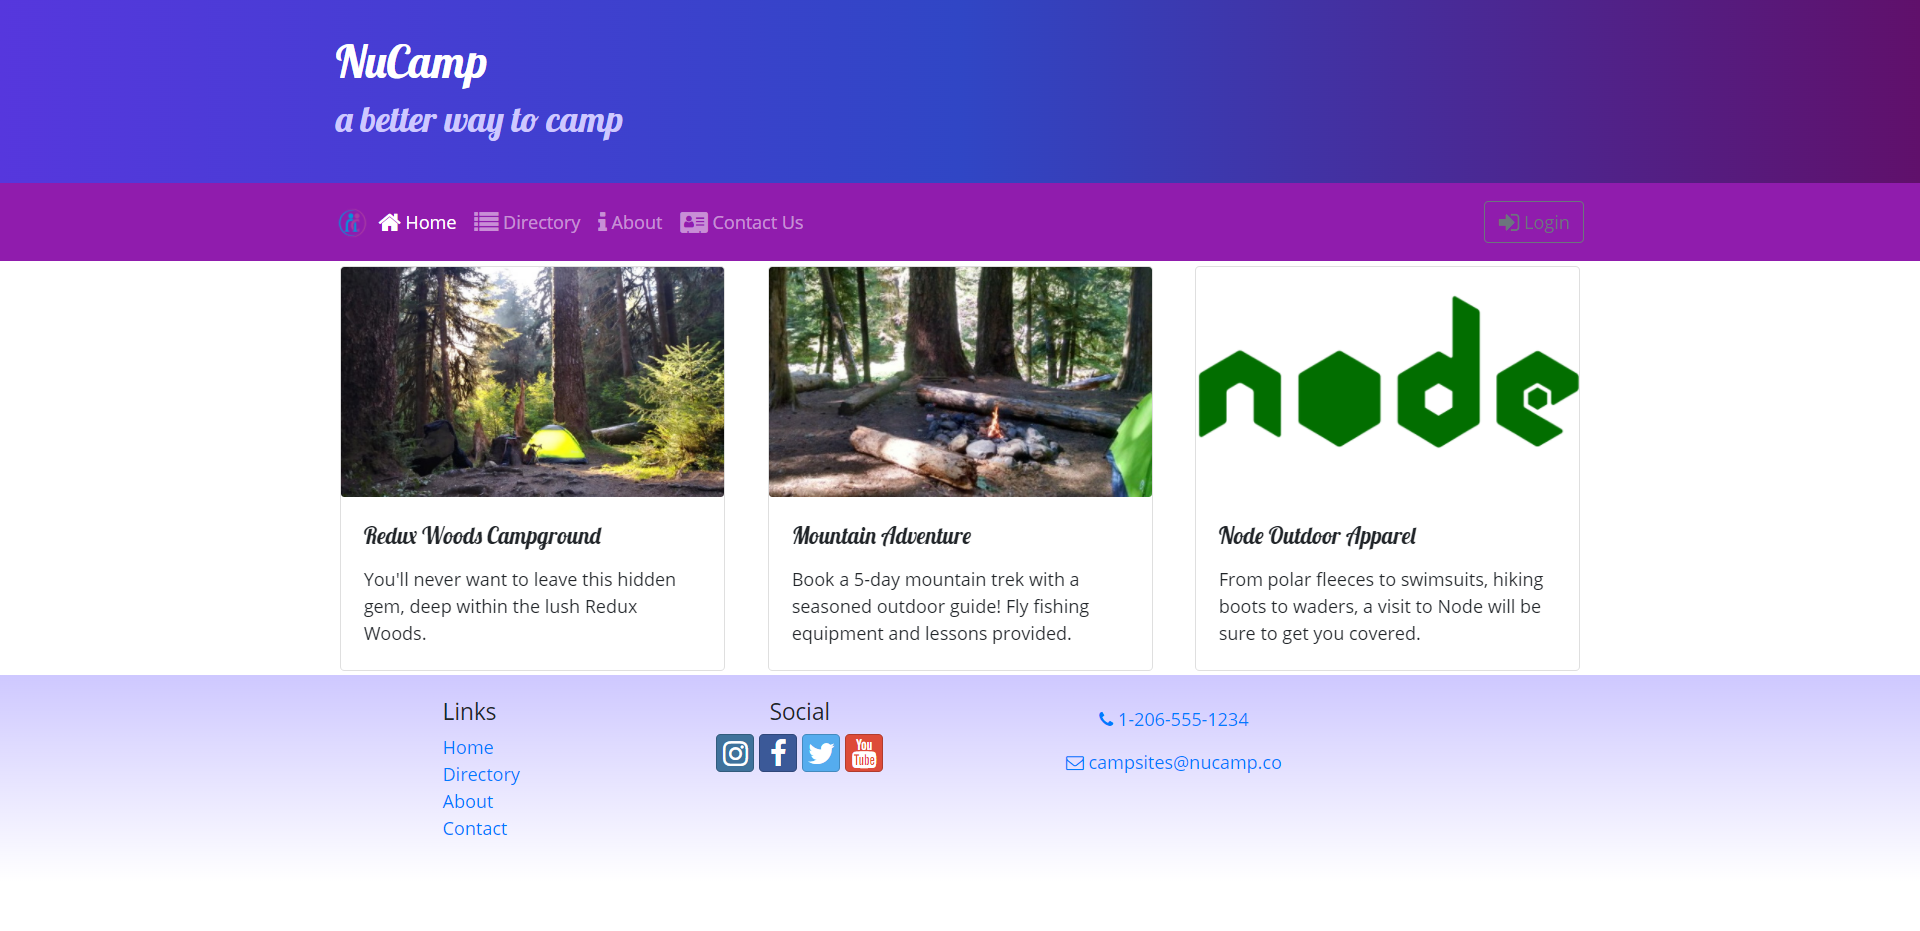 NuCamp
a better way to camp
Home Directory About Contact Us Login
node
Redux Woods Campground
You'll never want to leave this hidden
gem, deep within the lush Redux
Woods.
Mountain Adventure
Book a 5-day mountain trek with a
seasoned outdoor guide! Fly fishing
equipment and lessons provided.
Node Outdoor Apparel
From polar fleeces to swimsuits, hiking
boots to waders, a visit to Node will be
sure to get you covered.
Links
Home
Directory
About
Contact
Social
You
Tube
1-206-555-1234
campsites@nucamp.co